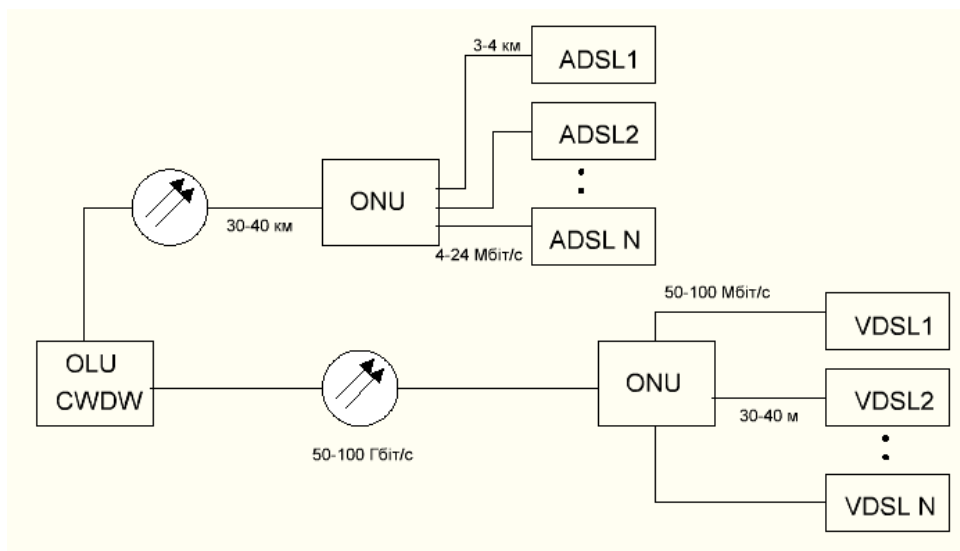 3-4 км
ADSL1
ADSL2
ONU
30-40 км
4-24 Мбіт/с
ADSL N
50-100 Мбіт/с
VDSL1
OLU
CWDW
ONU
VDSL2
30-40 м
50-100 Гбіт/с
VDSL N